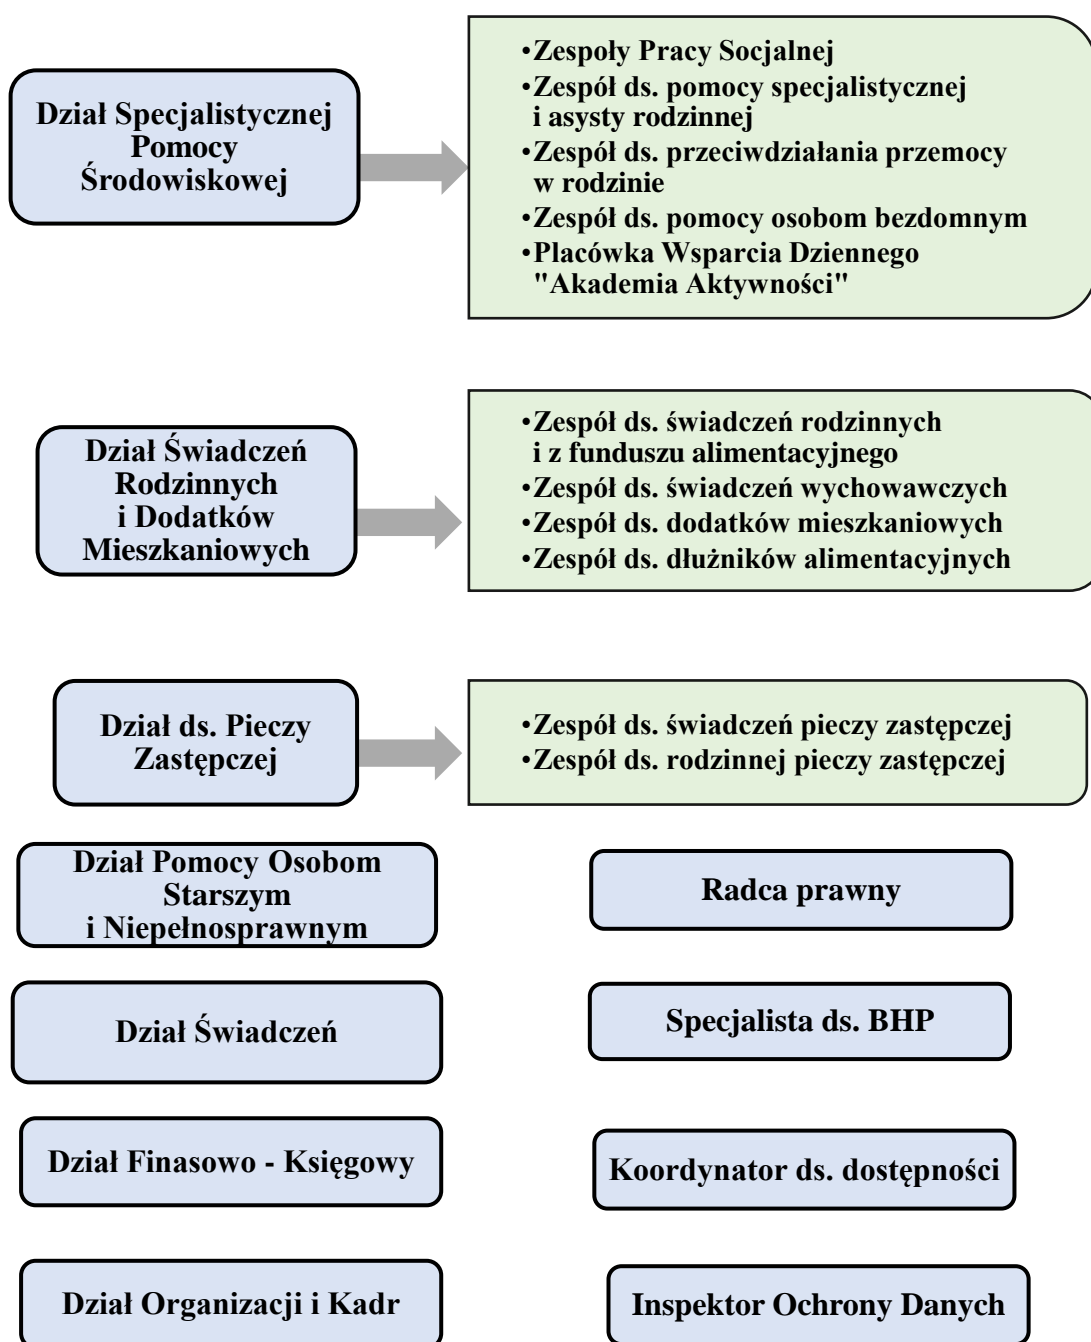 Dział Specjalistycznej
Pomocy
Środowiskowej
•Zespoły Pracy Socjalnej
•Zespół ds. pomocy specjalistycznej
i asysty rodzinnej
•Zespół ds. przeciwdziałania przemocy
w rodzinie
•Zespół ds. pomocy osobom bezdomnym
•Placówka Wsparcia Dziennego
"Akademia Aktywności"
Dział Świadczeń
Rodzinnych
i Dodatków
Mieszkaniowych
•Zespół ds. świadczeń rodzinnych
i z funduszu alimentacyjnego
•Zespół ds. świadczeń wychowawczych
•Zespół ds. dodatków mieszkaniowych
•Zespół ds. dłużników alimentacyjnych
Dział ds. Pieczy
Zastępczej
•Zespół ds. świadczeń pieczy zastępczej
•Zespół ds. rodzinnej pieczy zastępczej
Dział Pomocy Osobom
Starszym
i Niepełnosprawnym
Radca prawny
Dział Świadczeń
Specjalista ds. BHP
Dział Finasowo - Księgowy
Koordynator ds. dostępności
Dział Organizacji i Kadr
Inspektor Ochrony Danych